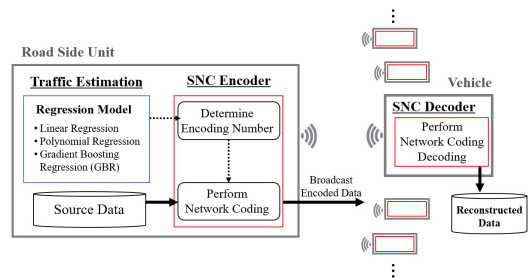 Road Side Unit
Traffic Estimation
Regression Model
• Linear Regression
• Polynomial Regression
• Gradient Boosting
Regression (GBR)
Source Data
SNC Encoder
Determine
Encoding Number
Perform
Network Coding
Broadcast
Encoded Data
Vehicle
SNC Decoder
Perform
Network Coding
Decoding
Reconstructed
Data